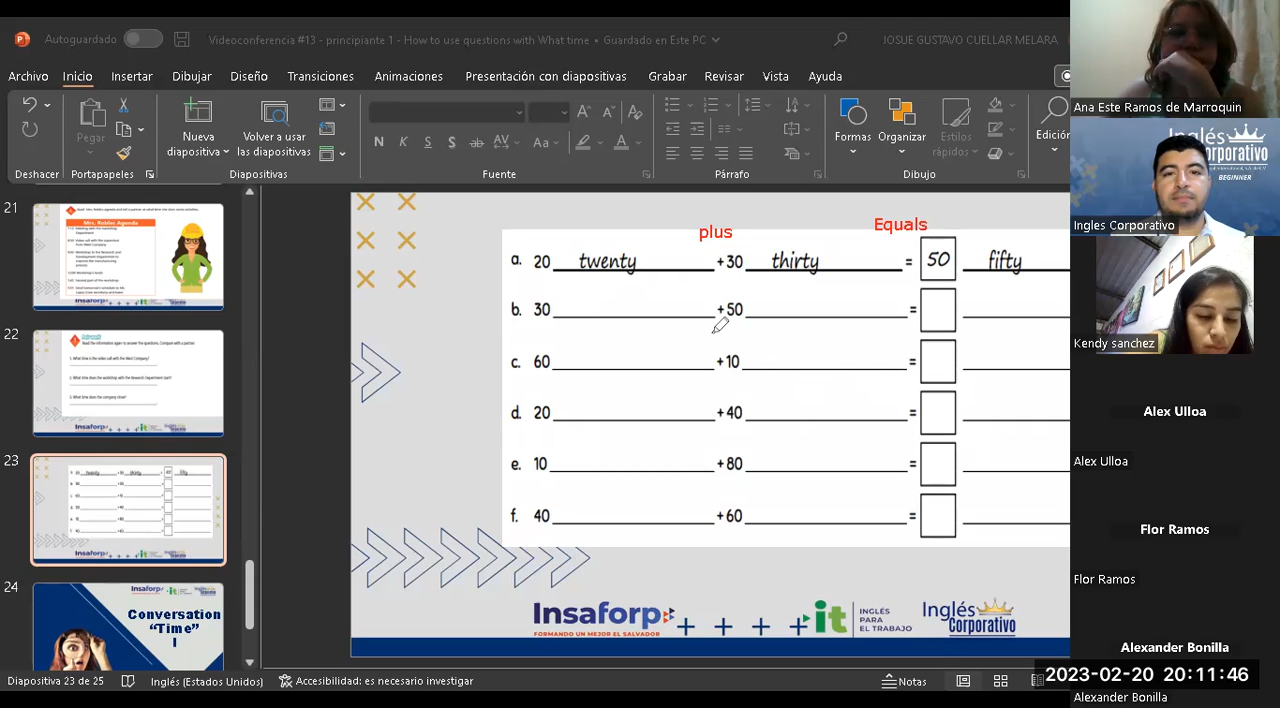 Autoguardado
Videoconferencia #13 - principiante 1 - How to use questions with What time • Guardado en Este PC
JOSUE GUSTAVO CUELLAR MELARA
Archivo Inicio Insertar Dibujar Diseño Transiciones Animaciones Presentación con diapositivas Grabar Revisar Vista Ayuda
Pegar
Nueva diapositiva
Volver a usar las diapositivas
Formas
Organizar
Estilos rápidos
Edición
N K S S ab AV Aa A
Deshacer Portapapeles Diapositivas Fuente Párrafo Dibujo
21
Mrs. Robles Agenda
22
23
24
Conversation
“Time”
I
plus
Equals
a. 20 twenty +30 thirty = 50 fifty
b. 30 +50 =
c. 60 +10 =
d. 20 +40 =
e. 10 +80 =
f. 40 +60 =
Insaforp
FORMANDO UN MEJOR EL SALVADOR
it
INGLÉS
PARA
EL TRABAJO
Inglés
Corporativo
Diapositiva 23 de 25
Inglés (Estados Unidos)
Accesibilidad: es necesario investigar
Notas
Ana Este Ramos de Marroquin
Inglés
Corporativo
BEGINNER
Ingles Corporativo
Kendy sanchez
Alex Ulloa
Alex Ulloa
Flor Ramos
Flor Ramos
Alexander Bonilla
2023-02-20 20:11:46
Alexander Bonilla